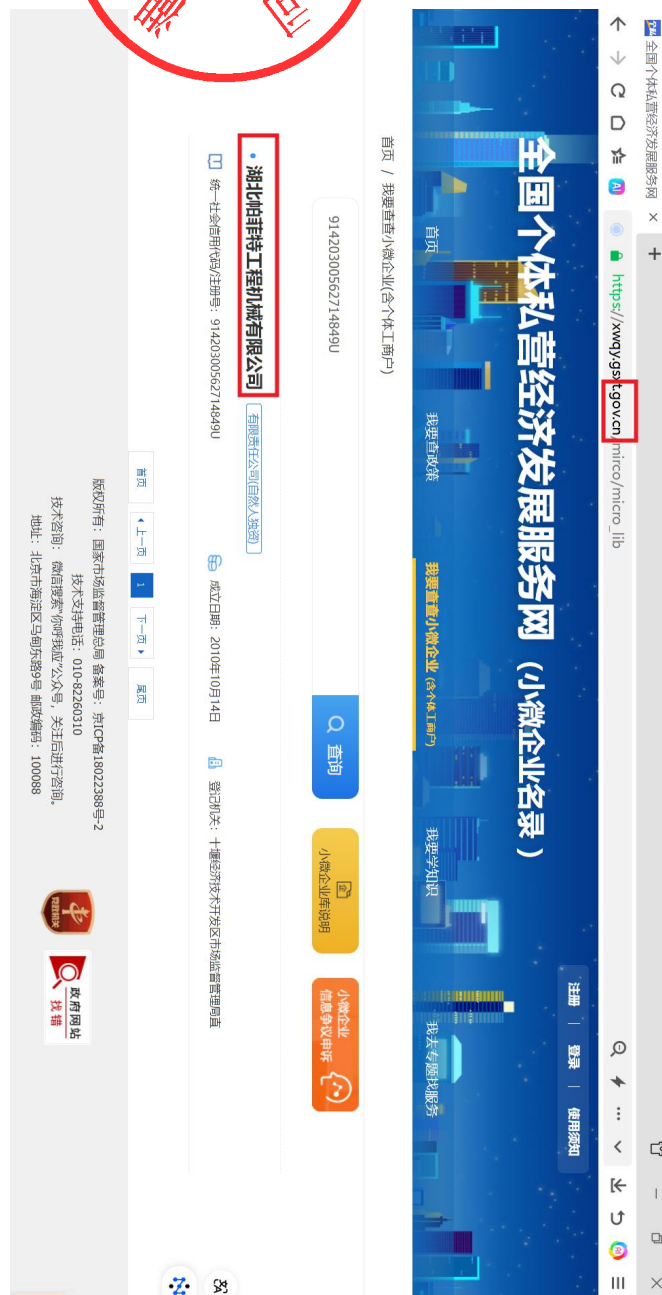 全国个体私营经济发展服务网
https://xwqy.gsxt.gov.cn/mirco/micro_lib
注册 | 登录 | 使用须知
全国个体私营经济发展服务网（小微企业名录）
首页 我要查政策 我要查查小微企业(含个体工商户) 我要学知识 我去专题找服务
首页 / 我要查查小微企业(含个体工商户)
91420300562714849U
查询
小微企业库说明
小微企业
信息争议申诉
湖北帕菲特工程机械有限公司 有限责任公司(自然人独资)
统一社会信用代码/注册号：91420300562714849U 成立日期：2010年10月14日 登记机关：十堰经济技术开发区市场监督管理局直
首页 上一页 1 下一页 尾页
版权所有：国家市场监督管理总局 备案号：京ICP备18022388号-2
技术支持电话：010-82260310
技术咨询：微信搜索“你呼我应”公众号，关注后进行咨询。
地址：北京市海淀区马甸东路9号 邮政编码：100088
党政机关
政府网站
找错